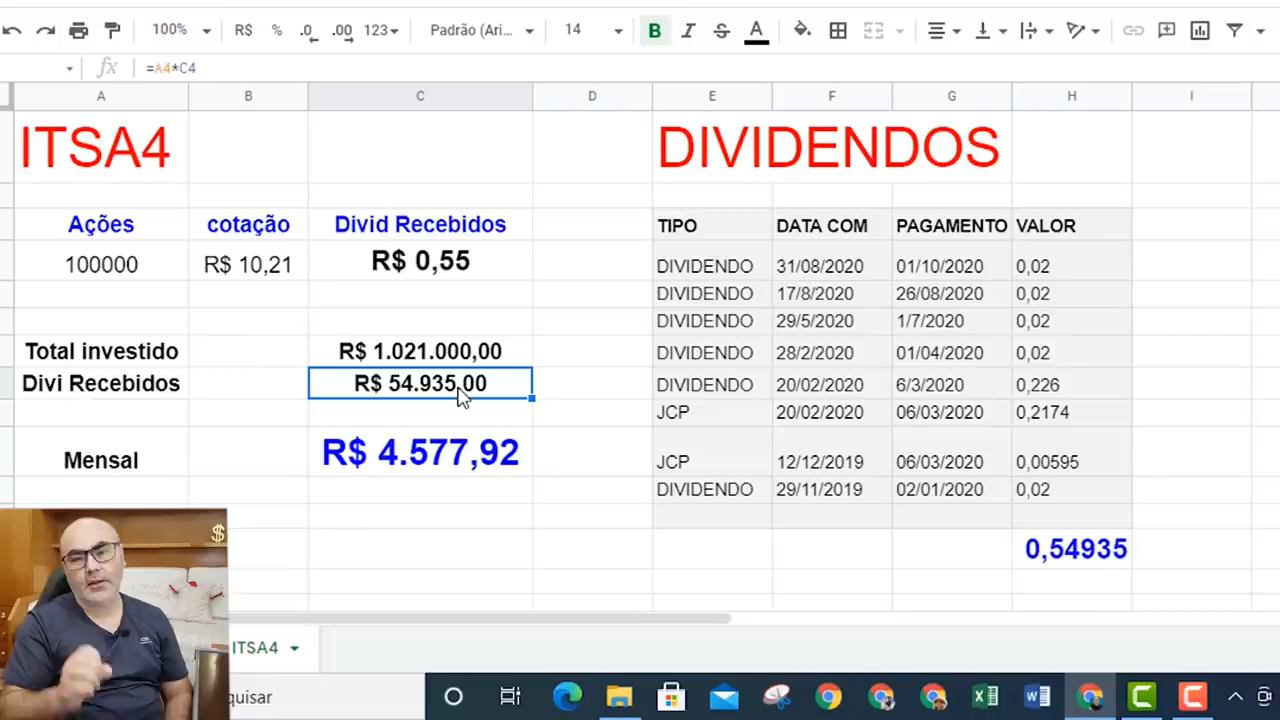 100% R$ % .0 .00 123 Padrão (Ari... 14 B I S A
fx =A4*C4
A B C D E F G H I
ITSA4 DIVIDENDOS
Ações cotação Divid Recebidos TIPO DATA COM PAGAMENTO VALOR
100000 R$ 10,21 R$ 0,55 DIVIDENDO 31/08/2020 01/10/2020 0,02
DIVIDENDO 17/8/2020 26/08/2020 0,02
DIVIDENDO 29/5/2020 1/7/2020 0,02
Total investido R$ 1.021.000,00 DIVIDENDO 28/2/2020 01/04/2020 0,02
Divi Recebidos R$ 54.935,00 DIVIDENDO 20/02/2020 6/3/2020 0,226
JCP 20/02/2020 06/03/2020 0,2174
Mensal R$ 4.577,92 JCP 12/12/2019 06/03/2020 0,00595
DIVIDENDO 29/11/2019 02/01/2020 0,02
$
0,54935
ITSA4
quisar